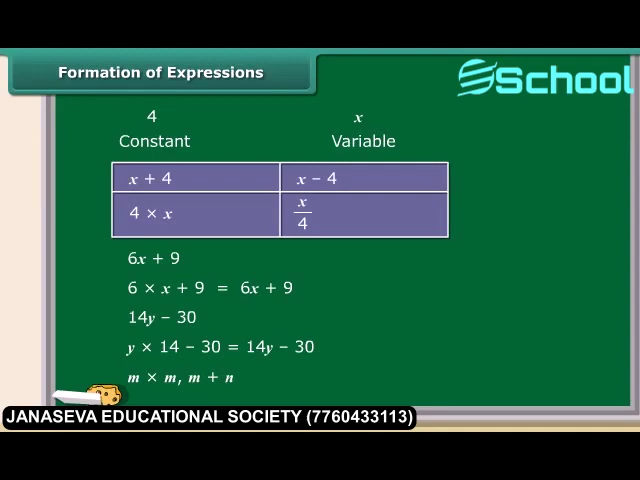 Formation of Expressions
School
4 x
Constant Variable
x + 4 x – 4
4 × x x/4
6x + 9
6 × x + 9 = 6x + 9
14y – 30
y × 14 – 30 = 14y – 30
m × m, m + n
JANASEVA EDUCATIONAL SOCIETY (7760433113)